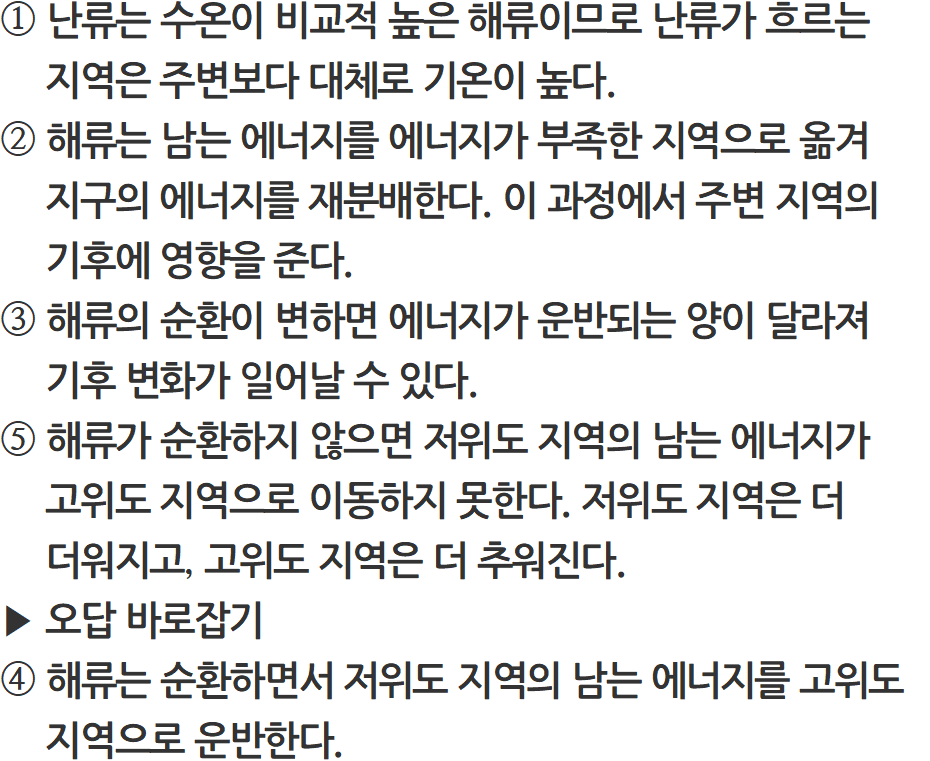 ① 난류는 수온이 비교적 높은 해류이므로 난류가 흐르는
지역은 주변보다 대체로 기온이 높다.
② 해류는 남는 에너지를 에너지가 부족한 지역으로 옮겨
지구의 에너지를 재분배한다. 이 과정에서 주변 지역의
기후에 영향을 준다.
③ 해류의 순환이 변하면 에너지가 운반되는 양이 달라져
기후 변화가 일어날 수 있다.
⑤ 해류가 순환하지 않으면 저위도 지역의 남는 에너지가
고위도 지역으로 이동하지 못한다. 저위도 지역은 더
더워지고, 고위도 지역은 더 추워진다.
▶ 오답 바로잡기
④ 해류는 순환하면서 저위도 지역의 남는 에너지를 고위도
지역으로 운반한다.